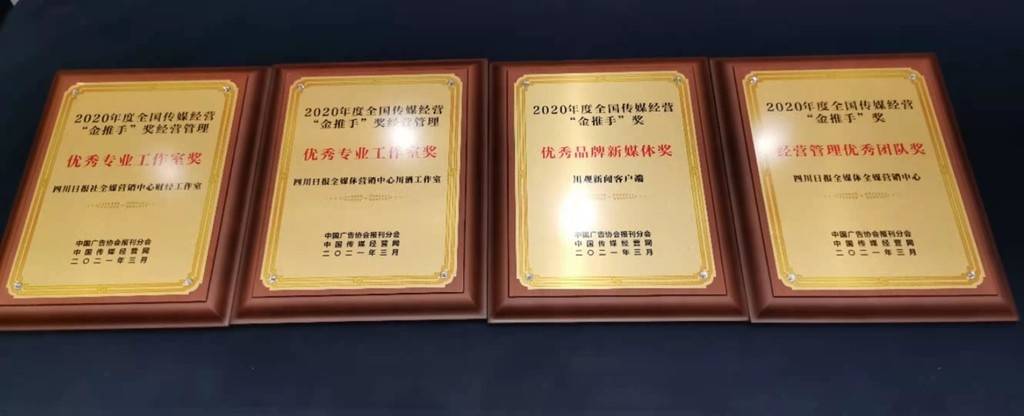 2020年度全国传媒经营
“金推手”奖经营管理
优秀专业工作室奖
四川日报社全媒营销中心财经工作室
中国广告协会报刊分会
中国传媒经营网
二〇二一年三月
2020年度全国传媒经营
“金推手”奖经营管理
优秀专业工作室奖
四川日报全媒体营销中心川酒工作室
中国广告协会报刊分会
中国传媒经营网
二〇二一年三月
2020年度全国传媒经营
“金推手”奖
优秀品牌新媒体奖
川观新闻客户端
中国广告协会报刊分会
中国传媒经营网
二〇二一年三月
2020年度全国传媒经营
“金推手”奖
经营管理优秀团队奖
四川日报全媒体全媒营销中心
中国广告协会报刊分会
中国传媒经营网
二〇二一年三月